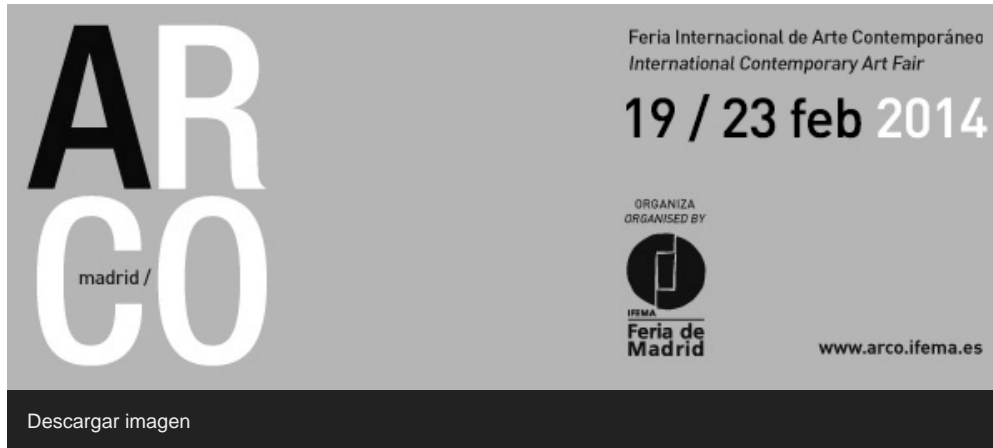 AR
CO
madrid /
Feria Internacional de Arte Contemporáneo
International Contemporary Art Fair
19 / 23 feb 2014
ORGANIZA
ORGANISED BY
IFEMA
Feria de
Madrid
www.arco.ifema.es
Descargar imagen